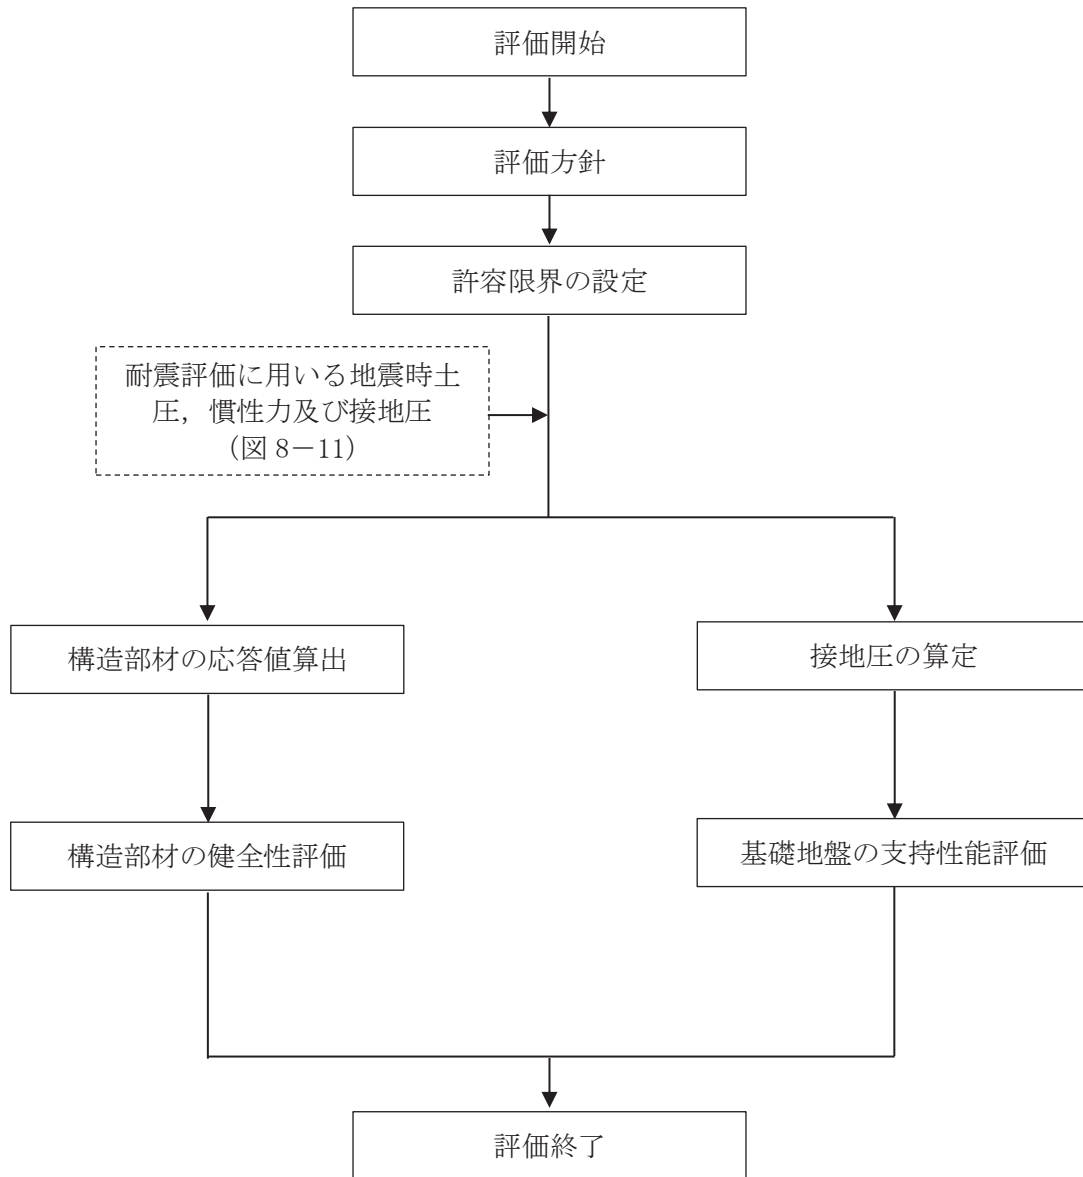 評価開始
評価方針
許容限界の設定
耐震評価に用いる地震時土
圧，慣性力及び接地圧
（図 8－11）
構造部材の応答値算出
接地圧の算定
構造部材の健全性評価
基礎地盤の支持性能評価
評価終了